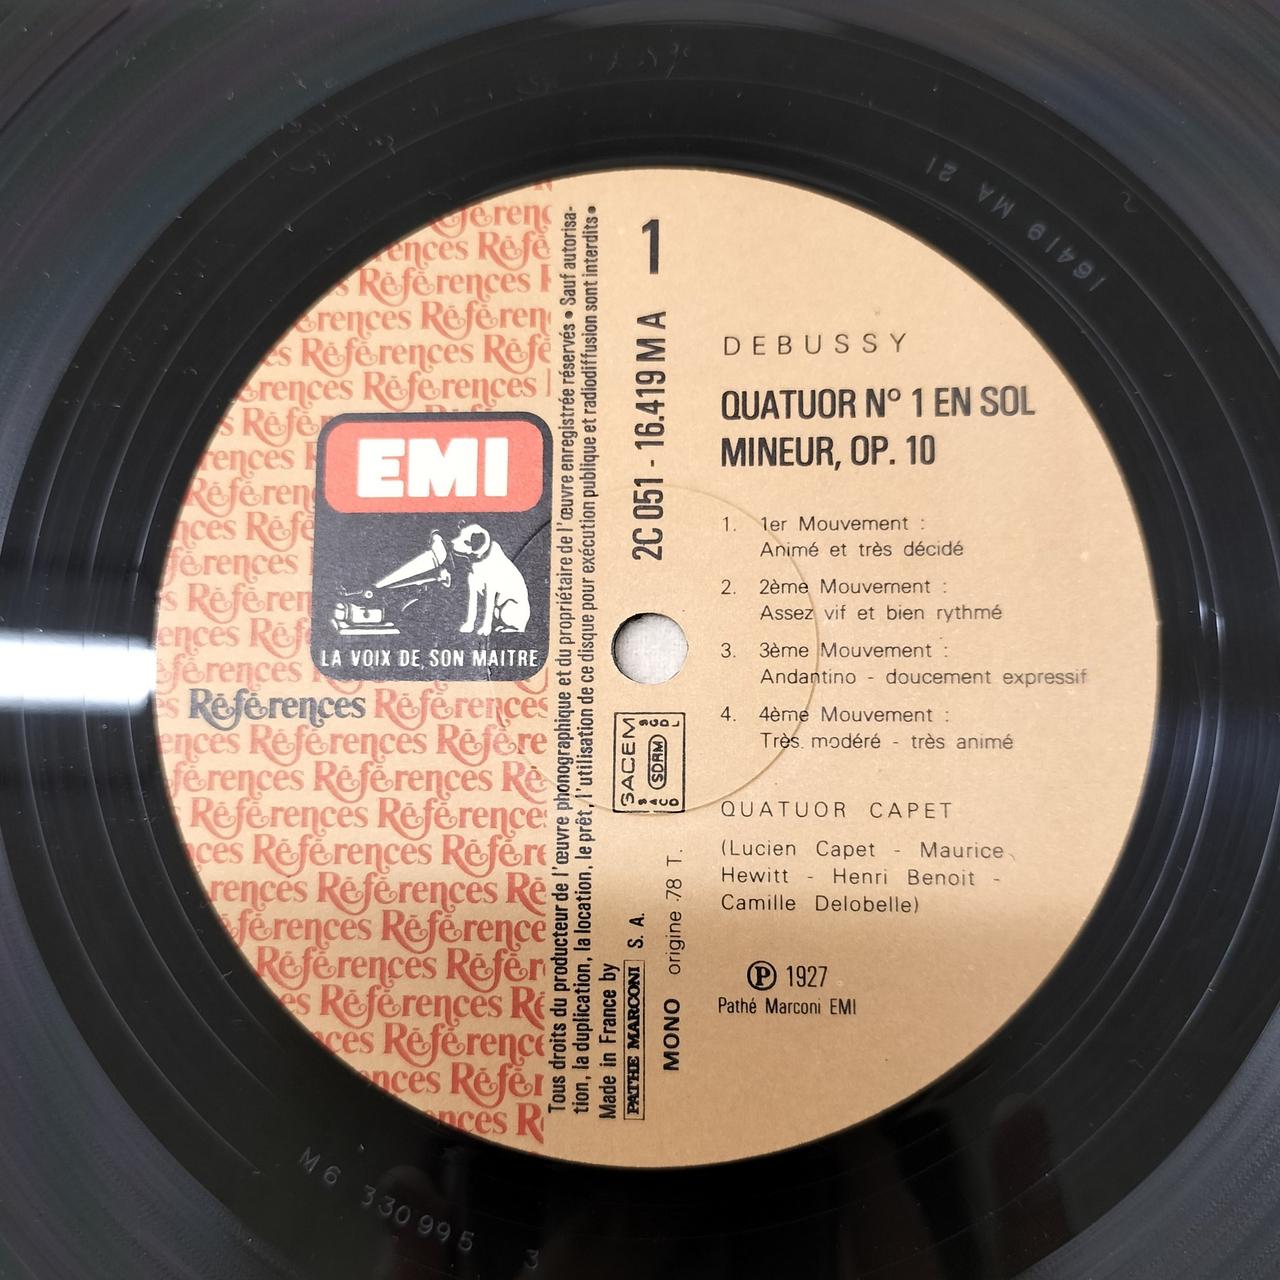 EMI
LA VOIX DE SON MAITRE
Références
Tous droits du producteur de l'œuvre phonographique et du propriétaire de l'œuvre enregistrée réservés • Sauf autorisa-
tion, la duplication, la location, le prêt, l'utilisation de ce disque pour exécution publique et radiodiffusion sont interdits •
Made in France by
PATHE MARCONI S. A.
2C 051 - 16.419 M A 1
SACEM
SDRM
SACD
SGDL
MONO origine 78 T.
DEBUSSY
QUATUOR N° 1 EN SOL
MINEUR, OP. 10
1. 1er Mouvement :
Animé et très décidé
2. 2ème Mouvement :
Assez vif et bien rythmé
3. 3ème Mouvement :
Andantino - doucement expressif
4. 4ème Mouvement :
Très modéré - très animé
QUATUOR CAPET
(Lucien Capet - Maurice
Hewitt - Henri Benoit -
Camille Delobelle)
℗ 1927
Pathé Marconi EMI
16419 MA 21
2
M6 330995 3